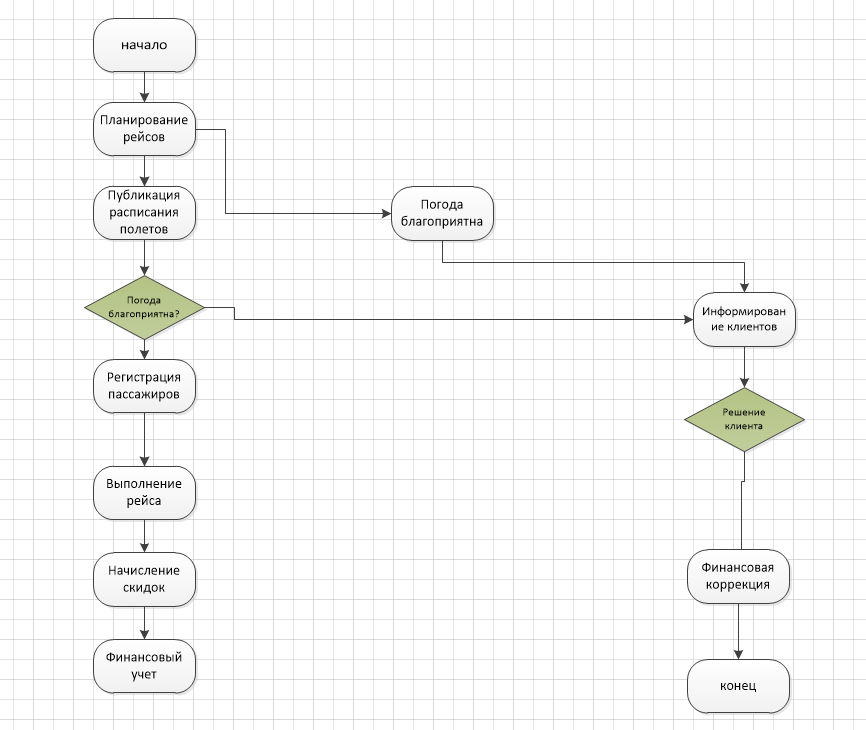 начало
Планирование
рейсов
Публикация
расписания
полетов
Погода
благоприятна
Погода
благоприятна?
Информирован
ие клиентов
Регистрация
пассажиров
Решение
клиента
Выполнение
рейса
Начисление
скидок
Финансовая
коррекция
Финансовый
учет
конец